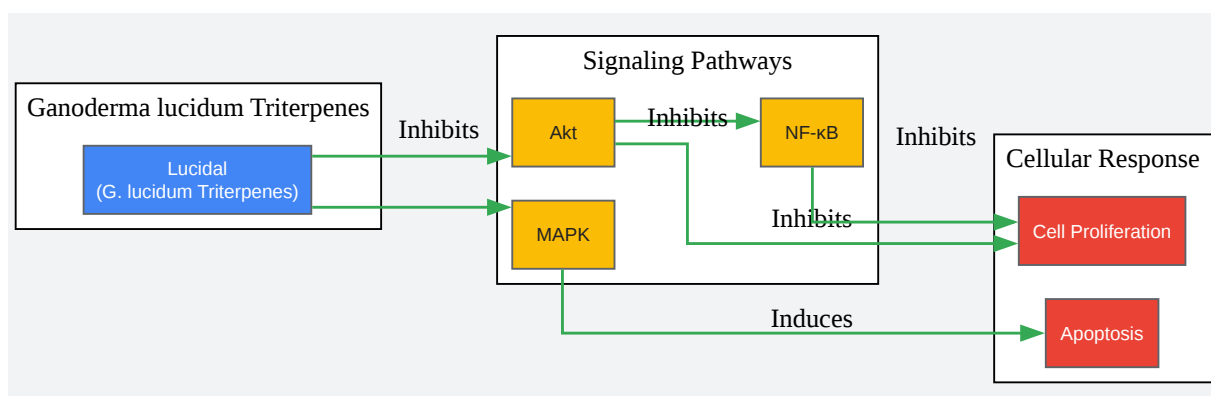 Signaling Pathways
Ganoderma lucidum Triterpenes
Inhibits
Akt
Inhibits
NF-κB
Inhibits
Cellular Response
Lucidal
(G. lucidum Triterpenes)
MAPK
Inhibits
Cell Proliferation
Induces
Apoptosis